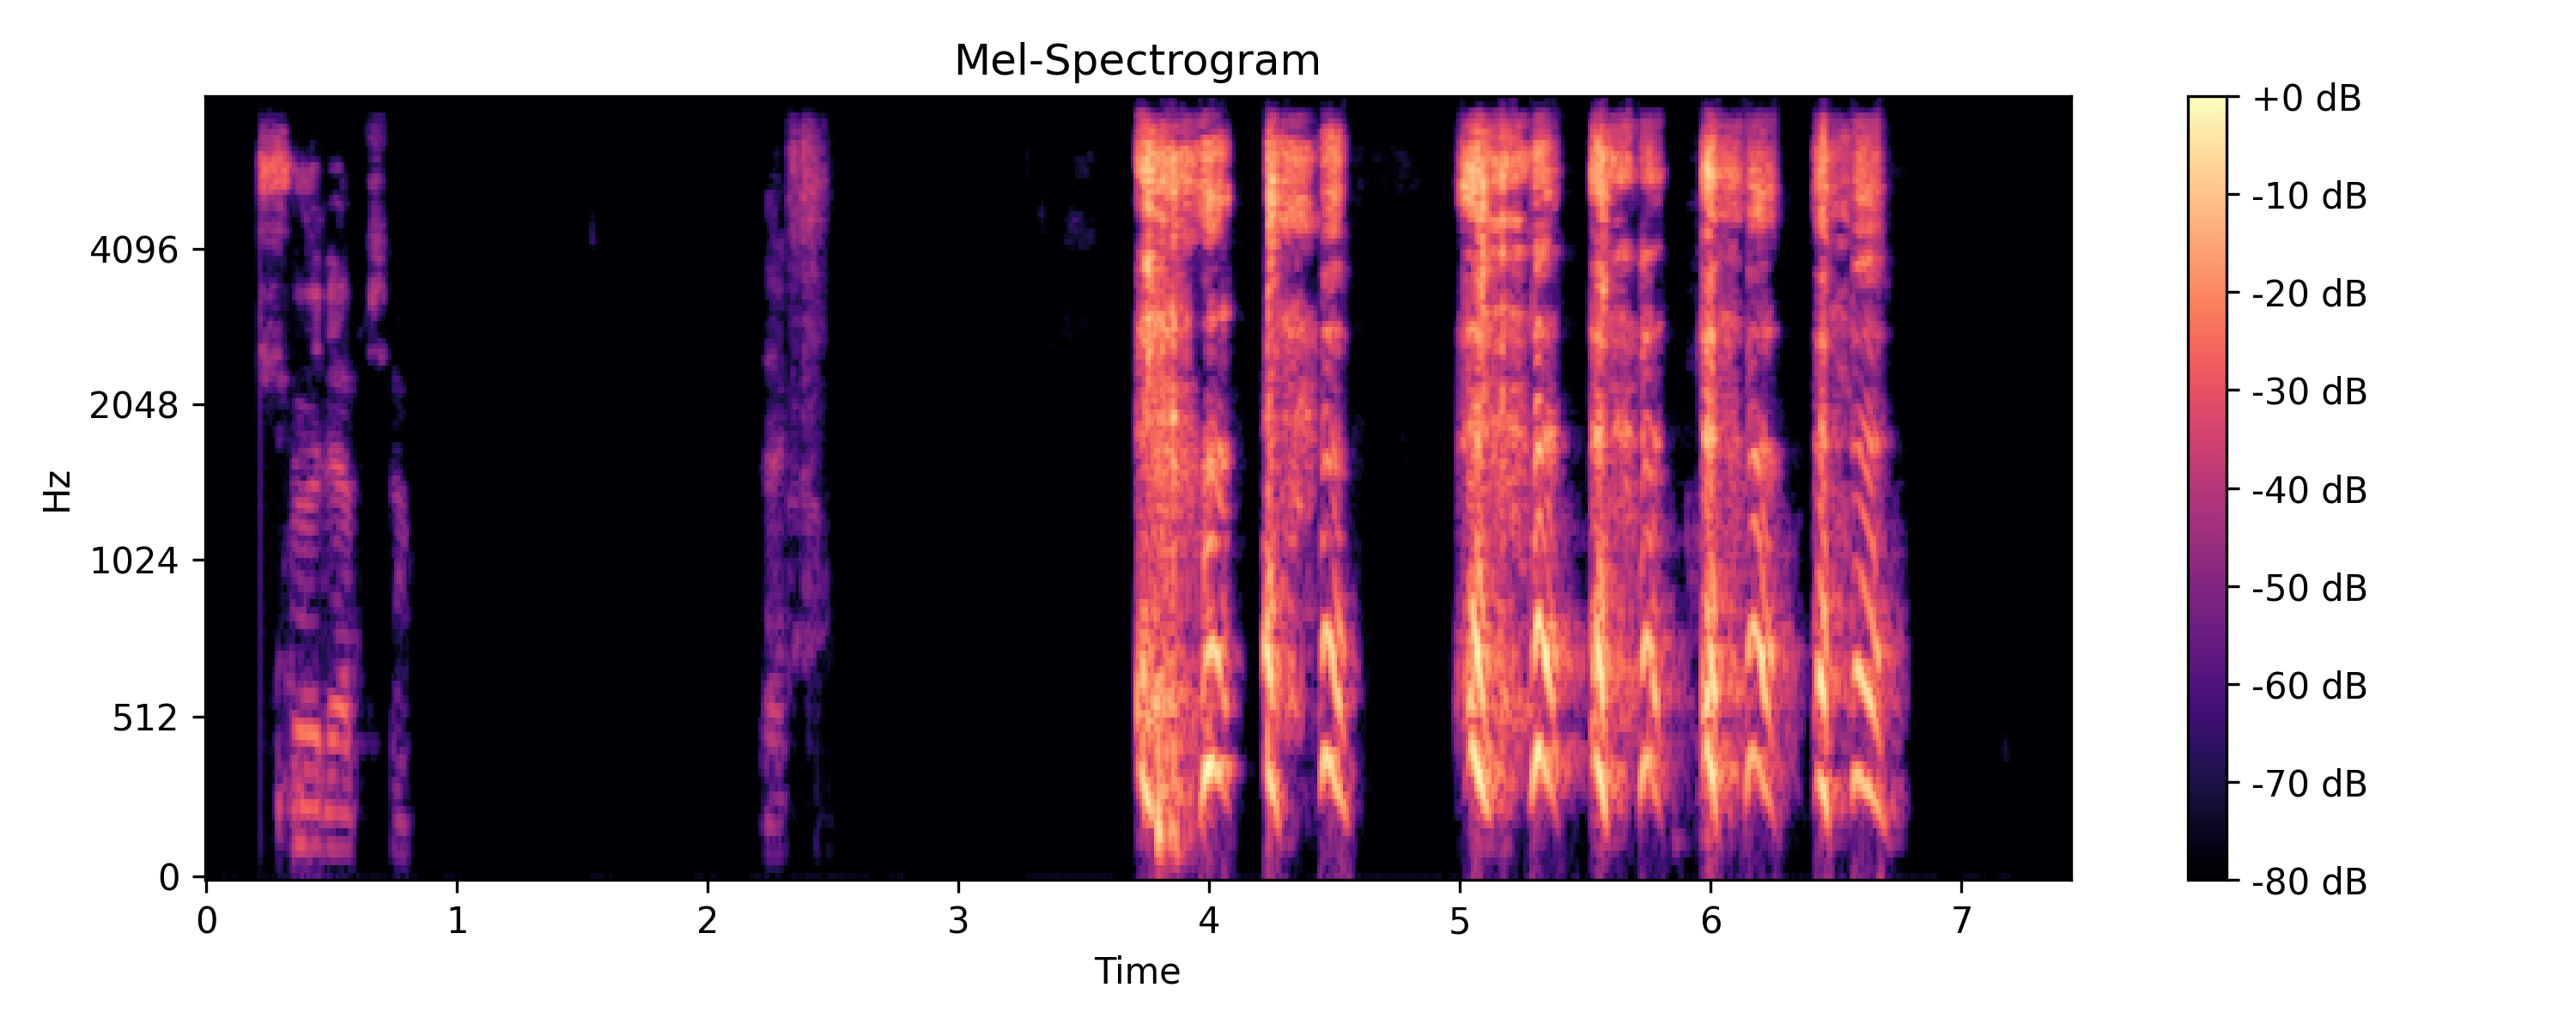 Mel-Spectrogram
+0 dB
4096
-10 dB
-20 dB
2048
-30 dB
Hz
-40 dB
1024
-50 dB
512
-60 dB
-70 dB
0
-80 dB
0 1 2 3 4 5 6 7
Time